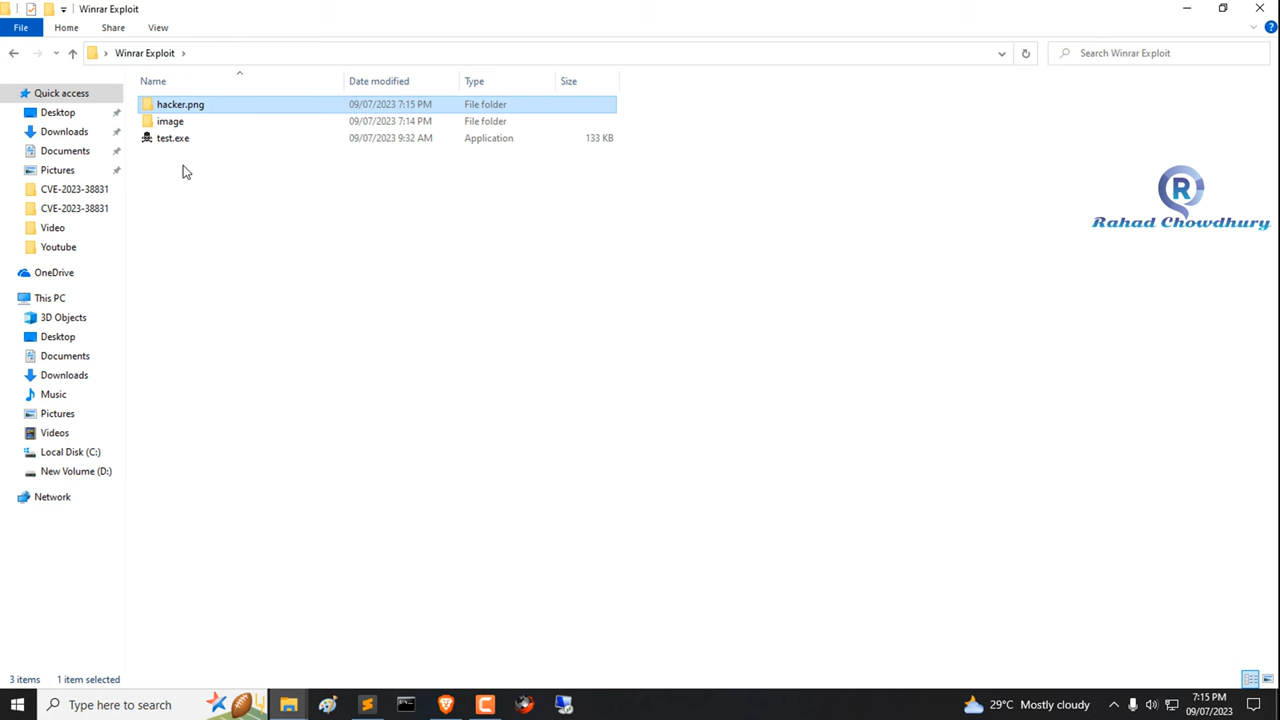 Winrar Exploit
File Home Share View
Winrar Exploit
Search Winrar Exploit
Name Date modified Type Size
Quick access
hacker.png 09/07/2023 7:15 PM File folder
Desktop
image 09/07/2023 7:14 PM File folder
Downloads
test.exe 09/07/2023 9:32 AM Application 133 KB
Documents
Pictures
CVE-2023-38831
CVE-2023-38831
Video
Youtube
OneDrive
This PC
3D Objects
Desktop
Documents
Downloads
Music
Pictures
Videos
Local Disk (C:)
New Volume (D:)
Network
R
Rahad Chowdhury
3 items 1 item selected
Type here to search
29°C Mostly cloudy
7:15 PM
09/07/2023